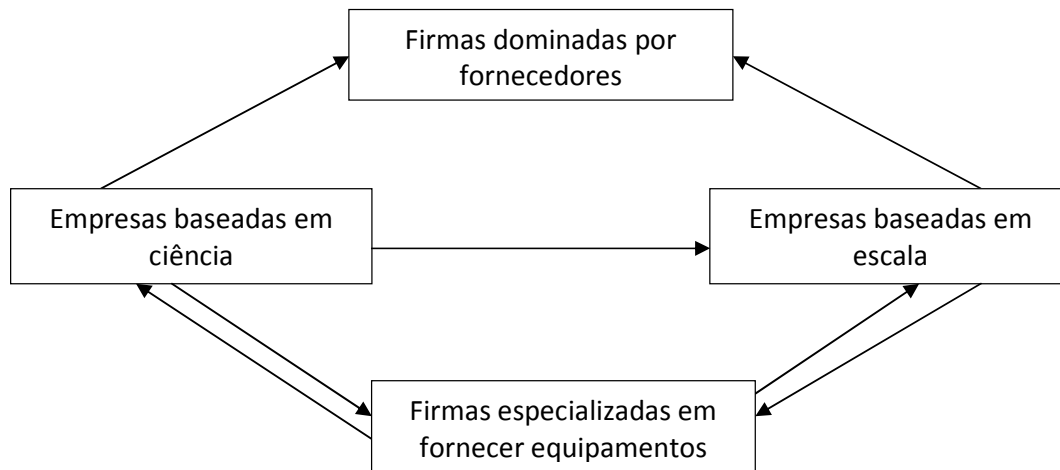 Firmas dominadas por
fornecedores
Empresas baseadas em
ciência
Empresas baseadas em
escala
Firmas especializadas em
fornecer equipamentos